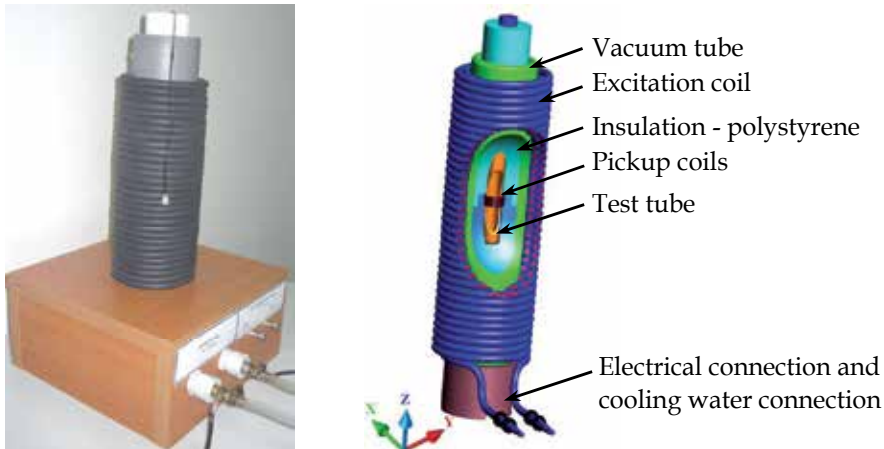 Vacuum tube
Excitation coil
Insulation - polystyrene
Pickup coils
Test tube
Electrical connection and
cooling water connection
X
Z
Y